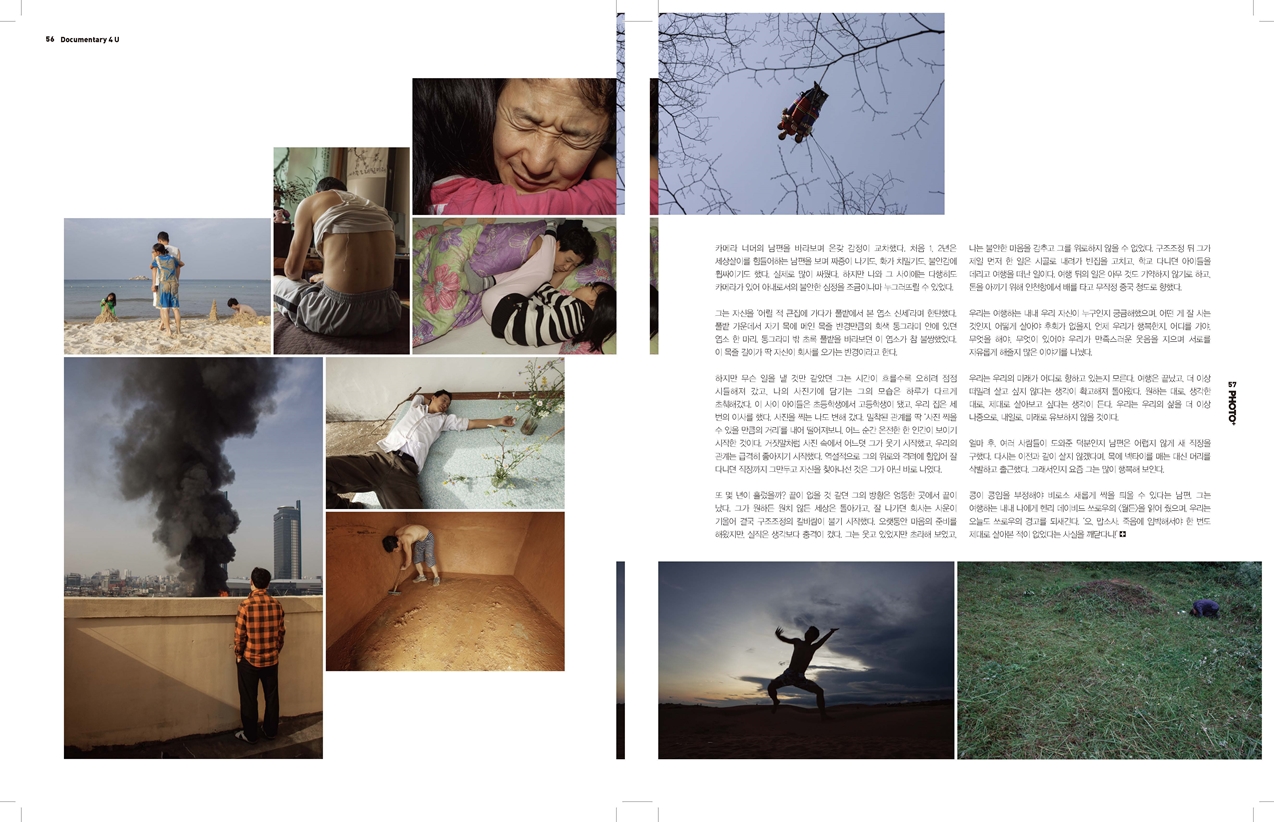 56 Documentary 4 U
카메라 너머의 남편을 바라보며 온갖 감정이 교차했다. 처음 1, 2년은
세상살이를 힘들어하는 남편을 보며 짜증이 나기도, 화가 치밀기도, 불안감에
휩싸이기도 했다. 실제로 많이 싸웠다. 하지만 나와 그 사이에는 다행히도
카메라가 있어 아내로서의 불안한 심정을 조금이나마 누그러뜨릴 수 있었다.
그는 자신을 '어릴 적 큰집에 가다가 풀밭에서 본 염소 신세'라며 한탄했다.
풀밭 가운데서 자기 목에 메인 목줄 반경만큼의 회색 동그라미 안에 있던
염소 한 마리. 동그라미 밖 초록 풀밭을 바라보던 이 염소가 참 불쌍했었다.
이 목줄 길이가 딱 자신이 회사를 오가는 반경이라고 한다.
하지만 무슨 일을 낼 것만 같았던 그는 시간이 흐를수록 오히려 점점
시들해져 갔고, 나의 사진기에 담기는 그의 모습은 하루가 다르게
초췌해갔다. 이 사이 아이들은 초등학생에서 고등학생이 됐고, 우리 집은 세
번의 이사를 했다. 사진을 찍는 나도 변해 갔다. 밀착된 관계를 딱 '사진 찍을
수 있을 만큼의 거리'를 내어 떨어져보니, 어느 순간 온전한 한 인간이 보이기
시작한 것이다. 거짓말처럼 사진 속에서 어느덧 그가 웃기 시작했고, 우리의
관계는 급격히 좋아지기 시작했다. 역설적으로 그의 위로와 격려에 힘입어 잘
다니던 직장까지 그만두고 자신을 찾아나선 것은 그가 아닌 바로 나였다.
또 몇 년이 흘렀을까? 끝이 없을 것 같던 그의 방황은 엉뚱한 곳에서 끝이
났다. 그가 원하든 원치 않든 세상은 돌아가고, 잘 나가던 회사는 사운이
기울어 결국 구조조정의 칼바람이 불기 시작했다. 오랫동안 마음의 준비를
해왔지만, 실직은 생각보다 충격이 컸다. 그는 웃고 있었지만 초라해 보였고,
나는 불안한 마음을 감추고 그를 위로하지 않을 수 없었다. 구조조정 뒤 그가
제일 먼저 한 일은 시골로 내려가 빈집을 고치고, 학교 다니던 아이들을
데리고 여행을 떠난 일이다. 여행 뒤의 일은 아무 것도 기약하지 않기로 하고,
돈을 아끼기 위해 인천항에서 배를 타고 무작정 중국 청도로 향했다.
우리는 여행하는 내내 우리 자신이 누구인지 궁금해했으며, 어떤 게 잘 사는
것인지, 어떻게 살아야 후회가 없을지, 언제 우리가 행복한지, 어디를 가야,
무엇을 해야, 무엇이 있어야 우리가 만족스러운 웃음을 지으며 서로를
자유롭게 해줄지 많은 이야기를 나눴다.
우리는 우리의 미래가 어디로 향하고 있는지 모른다. 여행은 끝났고, 더 이상
떠밀려 살고 싶지 않다는 생각이 확고해져 돌아왔다. 원하는 대로, 생각한
대로, 제대로 살아보고 싶다는 생각이 든다. 우리는 우리의 삶을 더 이상
나중으로, 내일로, 미래로 유보하지 않을 것이다.
얼마 후, 여러 사람들이 도와준 덕분인지 남편은 어렵지 않게 새 직장을
구했다. 다시는 이전과 같이 살지 않겠다며, 목에 넥타이를 매는 대신 머리를
삭발하고 출근했다. 그래서인지 요즘 그는 많이 행복해 보인다.
콩이 콩임을 부정해야 비로소 새롭게 싹을 틔울 수 있다는 남편. 그는
여행하는 내내 나에게 헨리 데이비드 쏘로우의 〈월든〉을 읽어 줬으며, 우리는
오늘도 쏘로우의 경고를 되새긴다. '오, 맙소사. 죽음에 임박해서야 한 번도
제대로 살아본 적이 없었다는 사실을 깨닫다니!'
57 PHOTO+